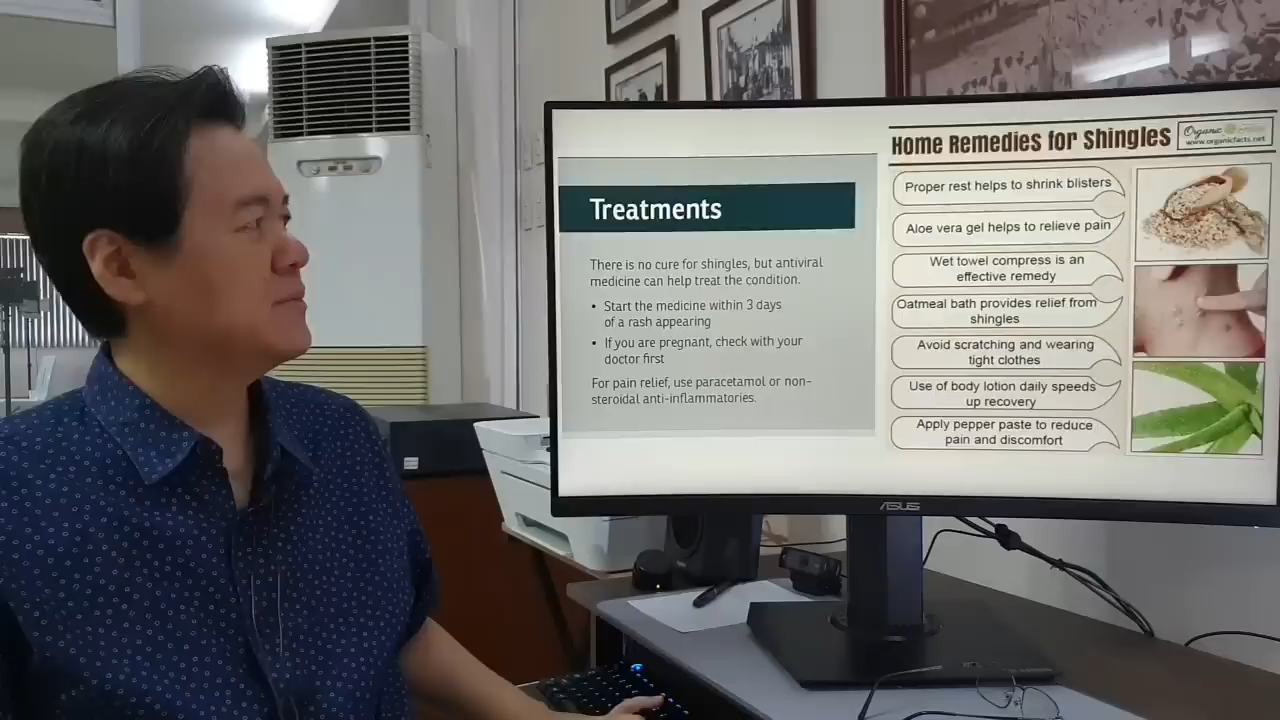 Treatments
There is no cure for shingles, but antiviral
medicine can help treat the condition.
• Start the medicine within 3 days
of a rash appearing
• If you are pregnant, check with your
doctor first
For pain relief, use paracetamol or non-
steroidal anti-inflammatories.
Home Remedies for Shingles
Organic
www.organicfacts.net
Proper rest helps to shrink blisters
Aloe vera gel helps to relieve pain
Wet towel compress is an
effective remedy
Oatmeal bath provides relief from
shingles
Avoid scratching and wearing
tight clothes
Use of body lotion daily speeds
up recovery
Apply pepper paste to reduce
pain and discomfort
ASUS